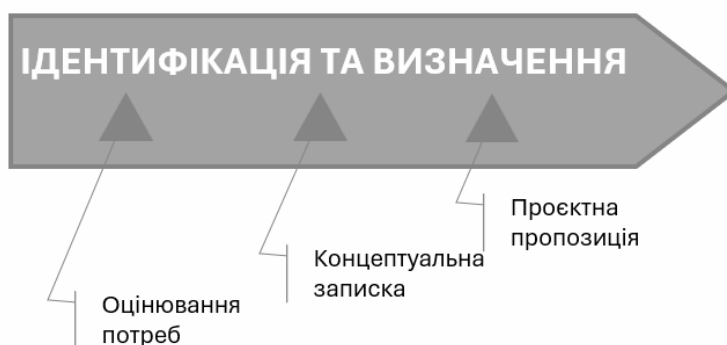 ІДЕНТИФІКАЦІЯ ТА ВИЗНАЧЕННЯ
Проєктна
пропозиція
Концептуальна
записка
Оцінювання
потреб